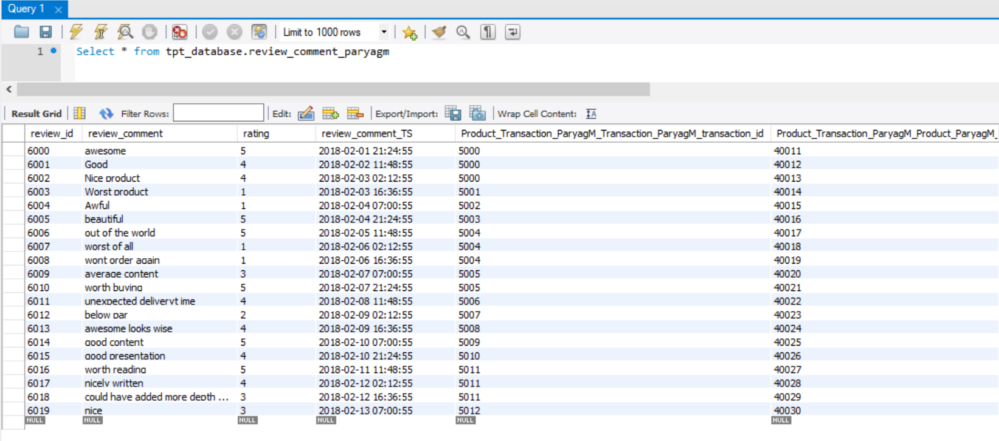 Query 1
Limit to 1000 rows
1 Select * from tpt_database.review_comment_paryagm
Result Grid Filter Rows: Edit: Export/Import: Wrap Cell Content:
review_id review_comment rating review_comment_TS Product_Transaction_ParyagM_Transaction_ParyagM_transaction_id Product_Transaction_ParyagM_Product_ParyagM_
6000 awesome 5 2018-02-01 21:24:55 5000 40011
6001 Good 4 2018-02-02 11:48:55 5000 40012
6002 Nice product 4 2018-02-03 02:12:55 5000 40013
6003 Worst product 1 2018-02-03 16:36:55 5001 40014
6004 Awful 1 2018-02-04 07:00:55 5002 40015
6005 beautiful 5 2018-02-04 21:24:55 5003 40016
6006 out of the world 5 2018-02-05 11:48:55 5004 40017
6007 worst of all 1 2018-02-06 02:12:55 5004 40018
6008 wont order again 1 2018-02-06 16:36:55 5004 40019
6009 average content 3 2018-02-07 07:00:55 5005 40020
6010 worth buying 5 2018-02-07 21:24:55 5005 40021
6011 unexpected deliveryt ime 4 2018-02-08 11:48:55 5006 40022
6012 below par 2 2018-02-09 02:12:55 5007 40023
6013 awesome looks wise 4 2018-02-09 16:36:55 5008 40024
6014 good content 5 2018-02-10 07:00:55 5009 40025
6015 good presentation 4 2018-02-10 21:24:55 5010 40026
6016 worth reading 5 2018-02-11 11:48:55 5011 40027
6017 nicely written 4 2018-02-12 02:12:55 5011 40028
6018 could have added more depth ... 3 2018-02-12 16:36:55 5011 40029
6019 nice 3 2018-02-13 07:00:55 5012 40030
NULL NULL NULL NULL NULL NULL